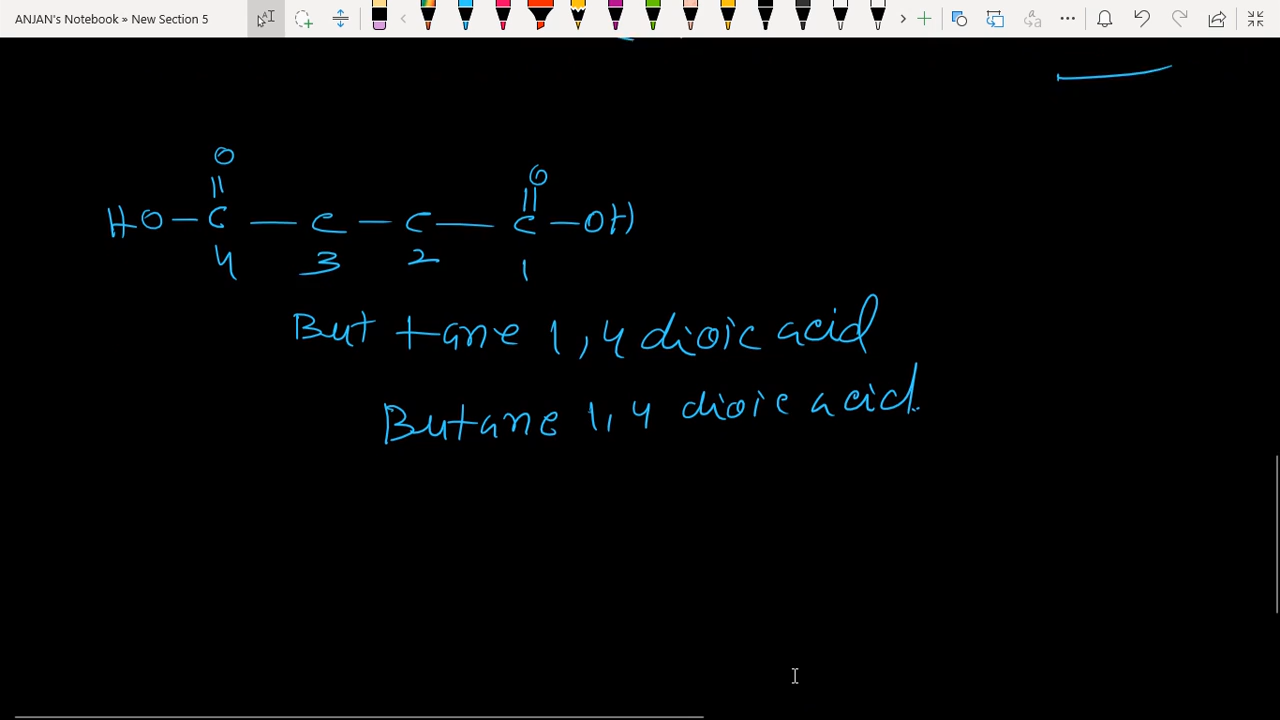 ANJAN's Notebook » New Section 5
O
O
HO - C - C - C - C - OH
4 3 2 1
But tane 1,4 dioic acid
Butane 1,4 dioic acid.